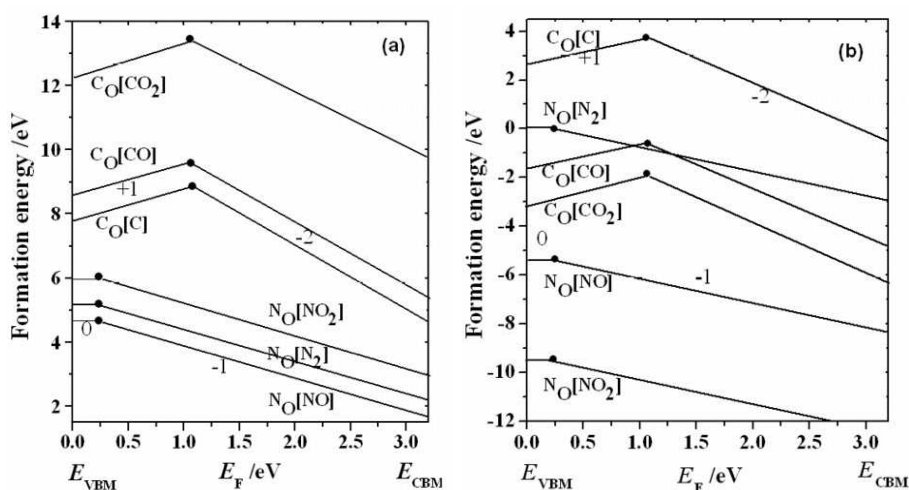 (a)
Formation energy /eV
14
12
10
8
6
4
2
C_O[CO_2]
C_O[CO]
+1
C_O[C]
-2
N_O[NO_2]
0
N_O[N_2]
-1
N_O[NO]
0.0 0.5 1.0 1.5 2.0 2.5 3.0
E_VBM E_F /eV E_CBM
(b)
Formation energy /eV
4
2
0
-2
-4
-6
-8
-10
-12
C_O[C]
+1
-2
N_O[N_2]
C_O[CO]
C_O[CO_2]
0
N_O[NO]
-1
N_O[NO_2]
0.0 0.5 1.0 1.5 2.0 2.5 3.0
E_VBM E_F /eV E_CBM